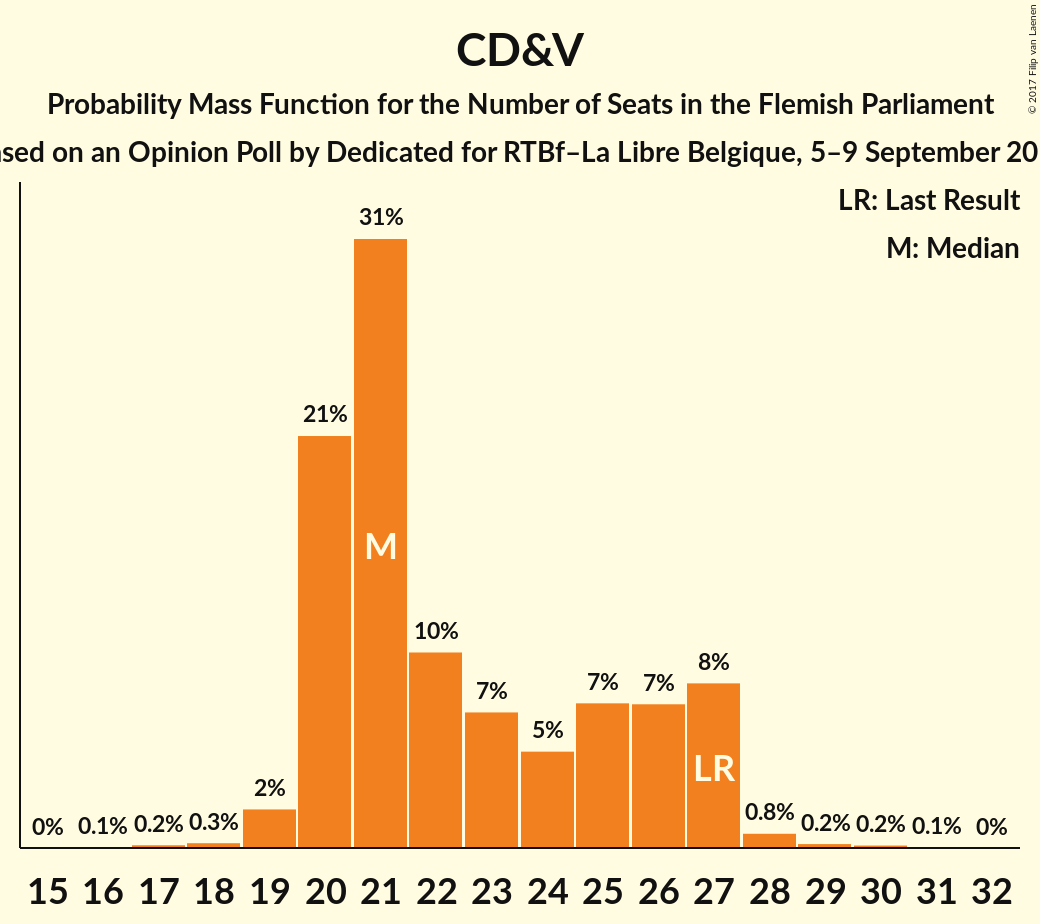 CD&V
Probability Mass Function for the Number of Seats in the Flemish Parliament
on an Opinion Poll by Dedicated for RTBf–La Libre Belgique, 5–9 September
LR: Last Result
M: Median
© 2017 Filip van Laenen
0% 0.1% 0.2% 0.3% 2% 21% 31% 10% 7% 5% 7% 7% 8% 0.8% 0.2% 0.2% 0.1% 0%
M
LR
15 16 17 18 19 20 21 22 23 24 25 26 27 28 29 30 31 32